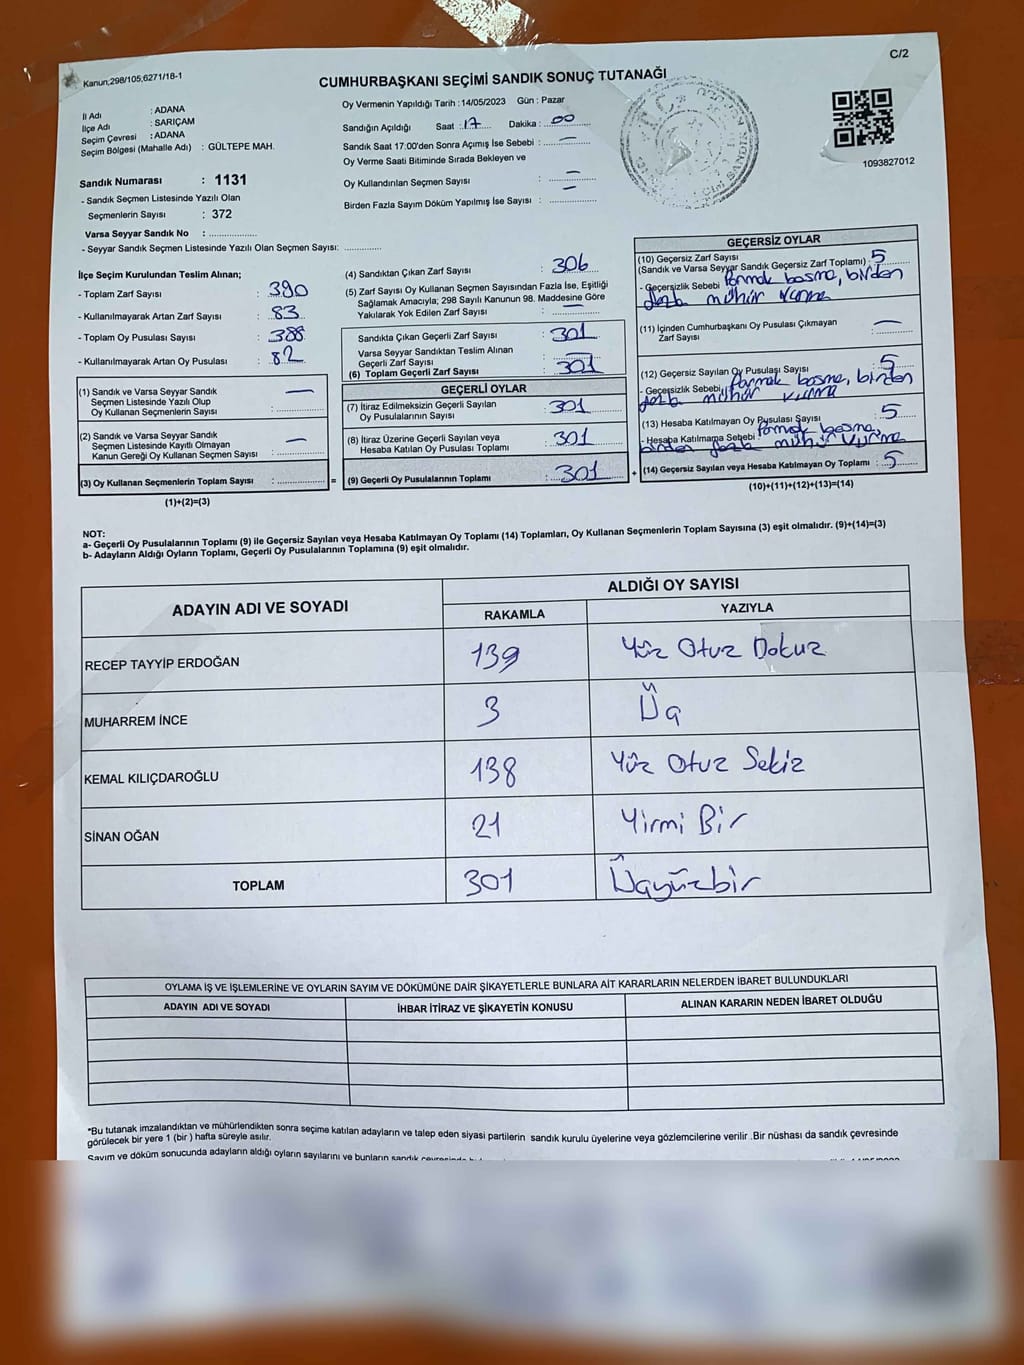 C/2
Kanun,298/105,6271/18-1
CUMHURBAŞKANI SEÇİMİ SANDIK SONUÇ TUTANAĞI
İl Adı : ADANA
İlçe Adı : SARIÇAM
Seçim Çevresi : ADANA
Seçim Bölgesi (Mahalle Adı) : GÜLTEPE MAH.
Sandık Numarası : 1131
- Sandık Seçmen Listesinde Yazılı Olan
Seçmenlerin Sayısı : 372
Varsa Seyyar Sandık No :
- Seyyar Sandık Seçmen Listesinde Yazılı Olan Seçmen Sayısı:
Oy Vermenin Yapıldığı Tarih : 14/05/2023 Gün : Pazar
Sandığın Açıldığı Saat : 17 Dakika : 00
Sandık Saat 17:00'den Sonra Açımış İse Sebebi : —
Oy Verme Saati Bitiminde Sırada Bekleyen ve
Oy Kullandırılan Seçmen Sayısı : —
Birden Fazla Sayım Döküm Yapılmış İse Sayısı : —
1093827012
İlçe Seçim Kurulundan Teslim Alınan;
- Toplam Zarf Sayısı : 390
- Kullanılmayarak Artan Zarf Sayısı : 83
- Toplam Oy Pusulası Sayısı : 388
- Kullanılmayarak Artan Oy Pusulası : 82
(1) Sandık ve Varsa Seyyar Sandık
Seçmen Listesinde Yazılı Olup
Oy Kullanan Seçmenlerin Sayısı : —
(2) Sandık ve Varsa Seyyar Sandık
Seçmen Listesinde Kayıtlı Olmayan
Kanun Gereği Oy Kullanan Seçmen Sayısı : —
(3) Oy Kullanan Seçmenlerin Toplam Sayısı : =
(1)+(2)=(3)
(4) Sandıktan Çıkan Zarf Sayısı : 306
(5) Zarf Sayısı Oy Kullanan Seçmen Sayısından Fazla İse, Eşitliği
Sağlamak Amacıyla; 298 Sayılı Kanunun 98. Maddesine Göre
Yakılarak Yok Edilen Zarf Sayısı : —
Sandıkta Çıkan Geçerli Zarf Sayısı : 301
Varsa Seyyar Sandıktan Teslim Alınan
Geçerli Zarf Sayısı : —
(6) Toplam Geçerli Zarf Sayısı : 301
GEÇERLİ OYLAR
(7) İtiraz Edilmeksizin Geçerli Sayılan
Oy Pusulalarının Sayısı : 301
(8) İtiraz Üzerine Geçerli Sayılan veya
Hesaba Katılan Oy Pusulası Toplamı : 301
(9) Geçerli Oy Pusulalarının Toplamı : 301 +
GEÇERSİZ OYLAR
(10) Geçersiz Zarf Sayısı
(Sandık ve Varsa Seyyar Sandık Geçersiz Zarf Toplamı) : 5
- Geçersizlik Sebebi Parmak basma, birden
fazla mühür vurma
(11) İçinden Cumhurbaşkanı Oy Pusulası Çıkmayan
Zarf Sayısı : —
(12) Geçersiz Sayılan Oy Pusulası Sayısı : 5
- Geçersizlik Sebebi Parmak basma, birden
fazla mühür vurma
(13) Hesaba Katılmayan Oy Pusulası Sayısı : 5
- Hesaba Katılmama Sebebi : Parmak basma,
birden fazla mühür vurma
(14) Geçersiz Sayılan veya Hesaba Katılmayan Oy Toplamı : 5
(10)+(11)+(12)+(13)=(14)
NOT:
a- Geçerli Oy Pusulalarının Toplamı (9) ile Geçersiz Sayılan veya Hesaba Katılmayan Oy Toplamı (14) Toplamları, Oy Kullanan Seçmenlerin Toplam Sayısına (3) eşit olmalıdır. (9)+(14)=(3)
b- Adayların Aldığı Oyların Toplamı, Geçerli Oy Pusulalarının Toplamına (9) eşit olmalıdır.
ADAYIN ADI VE SOYADI
ALDIĞI OY SAYISI
RAKAMLA YAZIYLA
RECEP TAYYİP ERDOĞAN 139 Yüz Otuz Dokuz
MUHARREM İNCE 3 Üç
KEMAL KILIÇDAROĞLU 138 Yüz Otuz Sekiz
SİNAN OĞAN 21 Yirmi Bir
TOPLAM 301 Üçyüzbir
OYLAMA İŞ VE İŞLEMLERİNE VE OYLARIN SAYIM VE DÖKÜMÜNE DAİR ŞİKAYETLERLE BUNLARA AİT KARARLARIN NELERDEN İBARET BULUNDUKLARI
ADAYIN ADI VE SOYADI İHBAR İTİRAZ VE ŞİKAYETİN KONUSU ALINAN KARARIN NEDEN İBARET OLDUĞU
*Bu tutanak imzalandıktan ve mühürlendikten sonra seçime katılan adayların ve talep eden siyasi partilerin sandık kurulu üyelerine veya gözlemcilerine verilir .Bir nüshası da sandık çevresinde
görülecek bir yere 1 (bir ) hafta süreyle asılır.
Sayım ve döküm sonucunda adayların aldığı oyların sayılarını ve bunların sandık